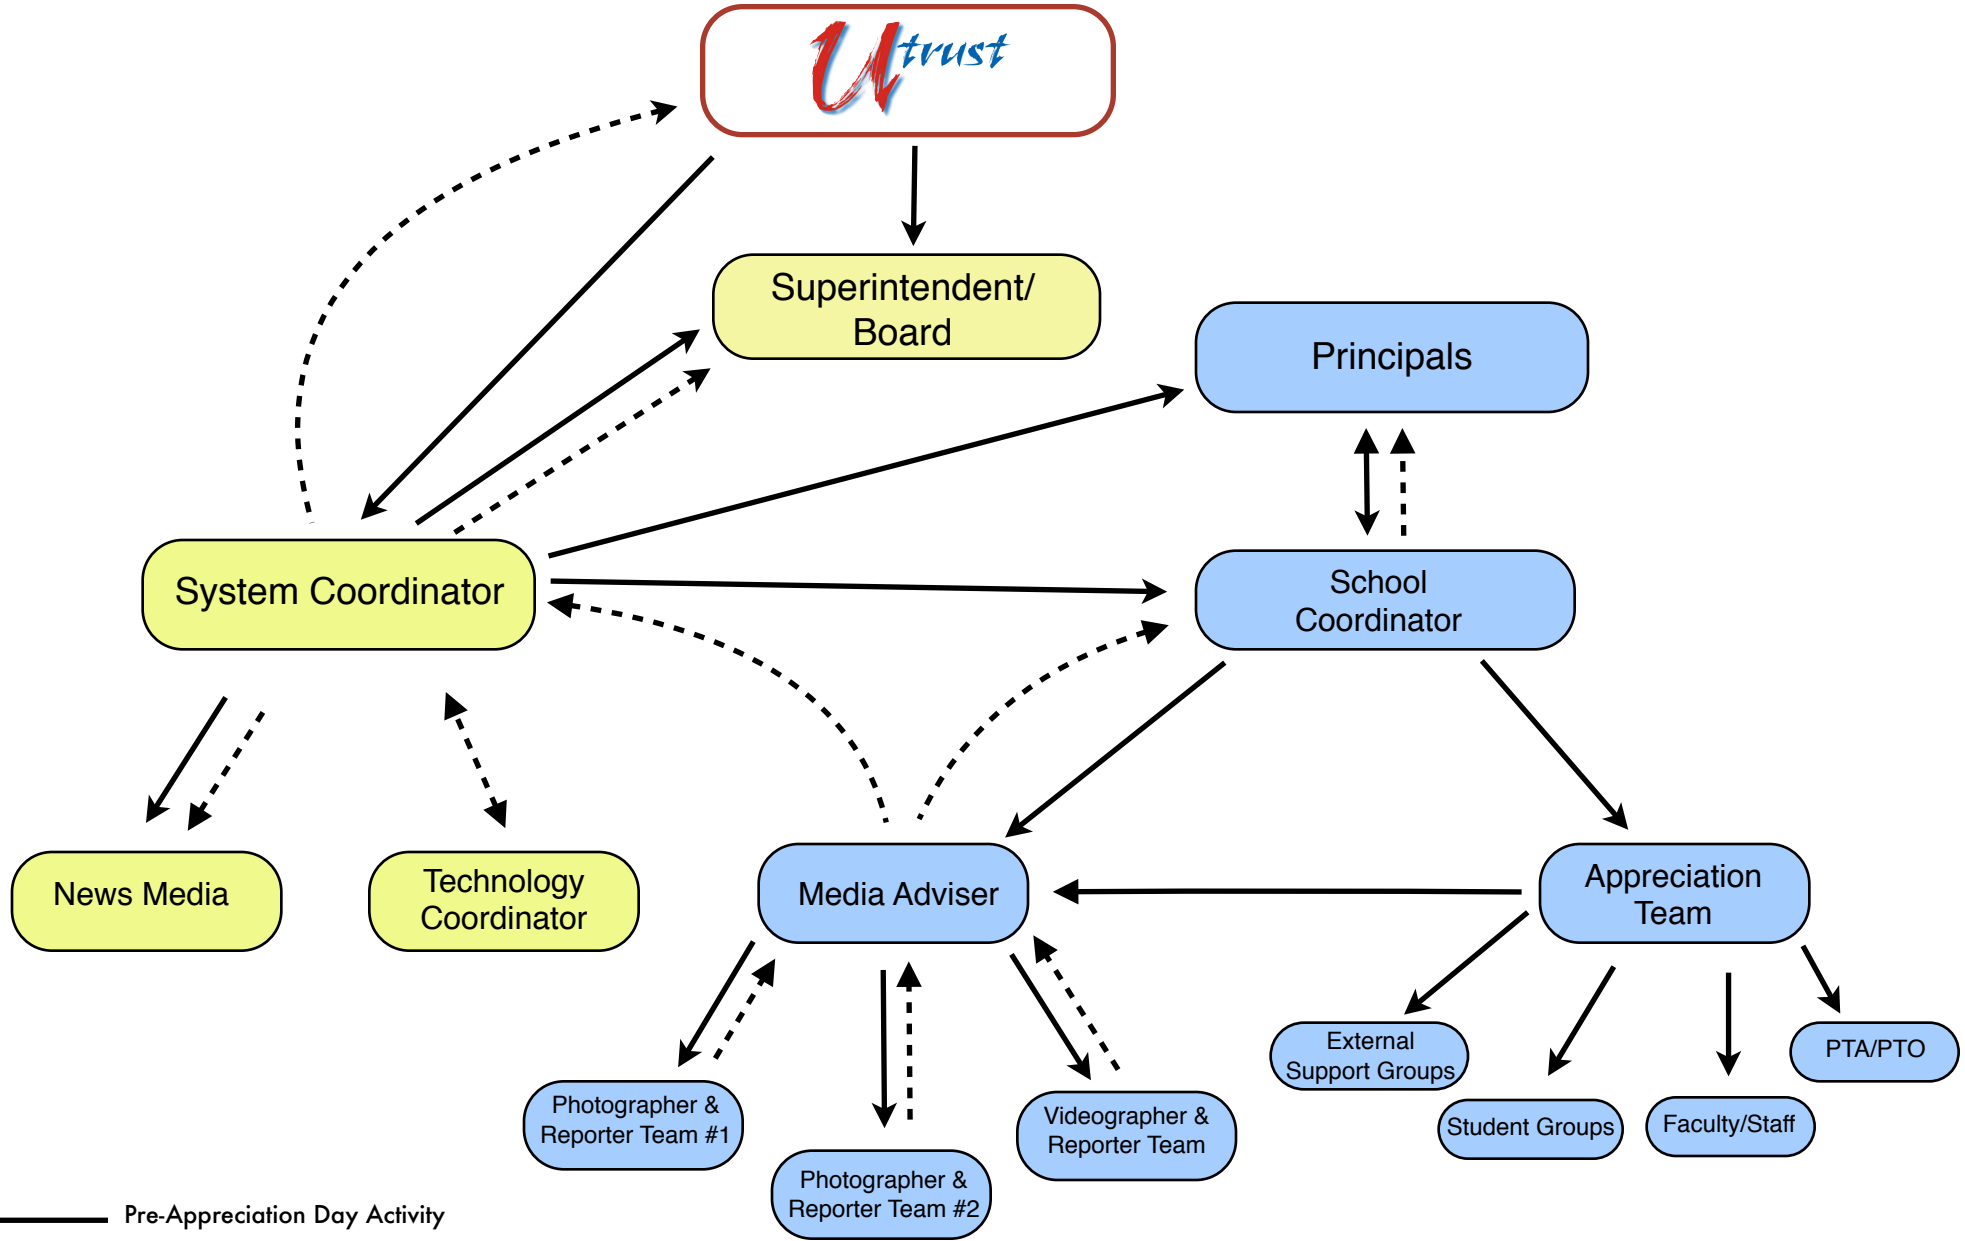 Utrust
Superintendent/
Board
Principals
System Coordinator
School
Coordinator
News Media
Technology
Coordinator
Media Adviser
Appreciation
Team
External
Support Groups
PTA/PTO
Student Groups
Faculty/Staff
Photographer &
Reporter Team #1
Videographer &
Reporter Team
Photographer &
Reporter Team #2
Pre-Appreciation Day Activity